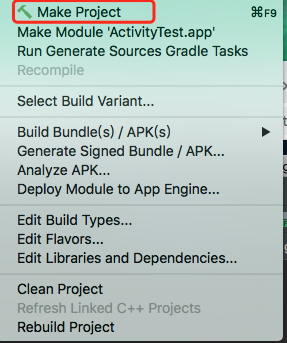 Make Project ⌘F9
Make Module 'ActivityTest.app'
Run Generate Sources Gradle Tasks
Recompile
Select Build Variant...
Build Bundle(s) / APK(s)
Generate Signed Bundle / APK...
Analyze APK...
Deploy Module to App Engine...
Edit Build Types...
Edit Flavors...
Edit Libraries and Dependencies...
Clean Project
Refresh Linked C++ Projects
Rebuild Project